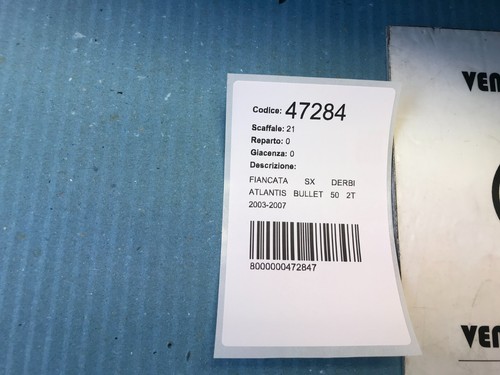 Codice: 47284
Scaffale: 21
Reparto: 0
Giacenza: 0
Descrizione:
FIANCATA SX DERBI
ATLANTIS BULLET 50 2T
2003-2007
8000000472847
VEN
VEN